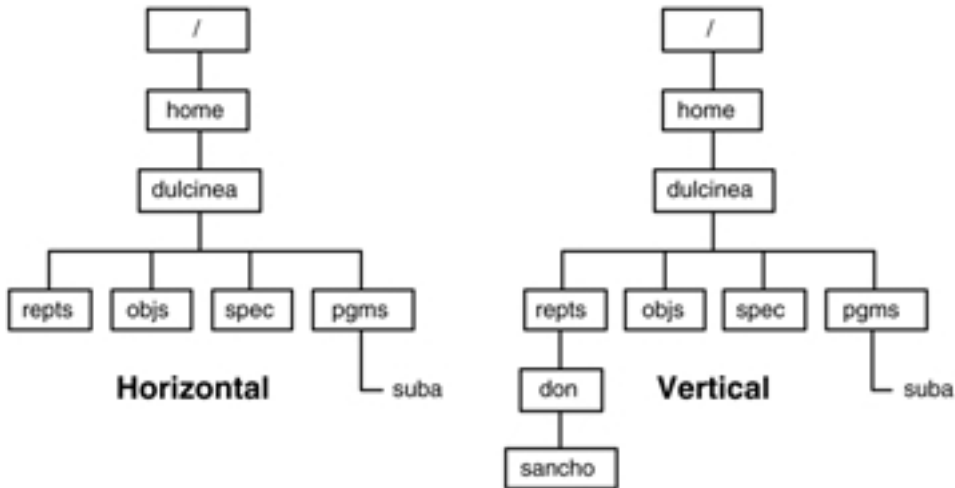 /
home
dulcinea
repts objs spec pgms
Horizontal
suba
/
home
dulcinea
repts objs spec pgms
don
Vertical
suba
sancho